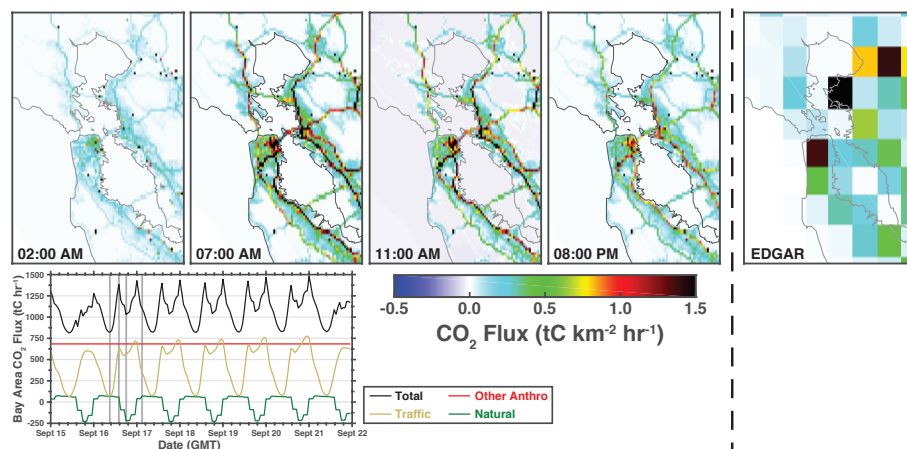 02:00 AM
07:00 AM
11:00 AM
08:00 PM
EDGAR
Bay Area CO2 Flux (tC hr-1)
1500
1250
1000
750
500
250
0
-250
Sept 15 Sept 16 Sept 17 Sept 18 Sept 19 Sept 20 Sept 21 Sept 22
Date (GMT)
-0.5 0.0 0.5 1.0 1.5
CO2 Flux (tC km-2 hr-1)
Total Other Anthro
Traffic Natural